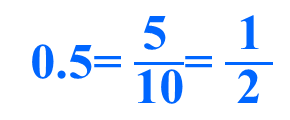 0.5 = 5/10 = 1/2